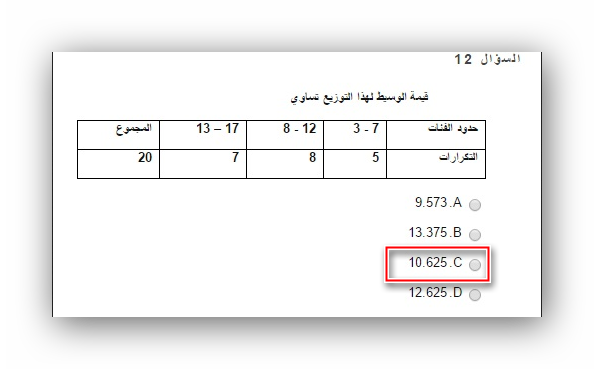 السؤال 12
قيمة الوسيط لهذا التوزيع تساوي
حدود الفئات 3 - 7 8 - 12 13 – 17 المجموع
التكرارات 5 8 7 20
9.573 .A
13.375 .B
10.625 .C
12.625 .D